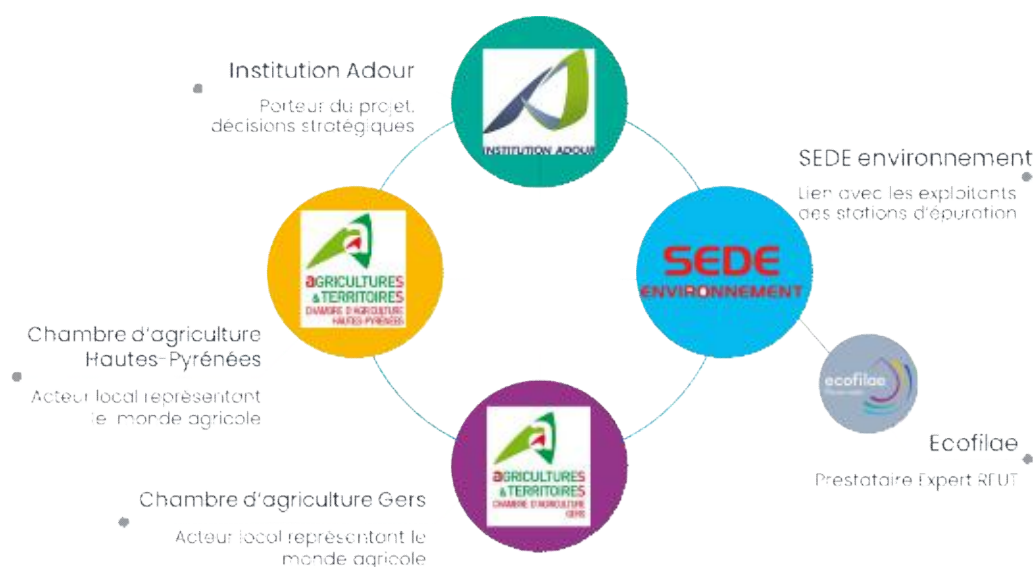 Institution Adour
Porteur du projet,
décisions stratégiques
INSTITUTION ADOUR
SEDE environnement
Lien avec les exploitants
des stations d'épuration
SEDE
ENVIRONNEMENT
agricultures
& territoires
chambre d'agriculture
hautes-pyrénées
Chambre d'agriculture
Hautes-Pyrénées
Acteur local représentant
le monde agricole
ecofilae
Ecofilae
Prestataire Expert REUT
agricultures
& territoires
chambre d'agriculture
gers
Chambre d'agriculture Gers
Acteur local représentant le
monde agricole